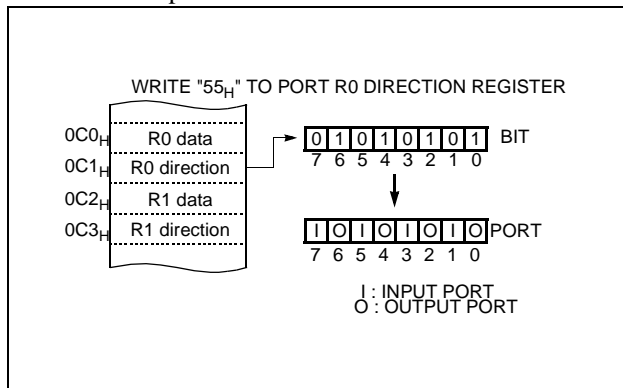 WRITE "55H" TO PORT R0 DIRECTION REGISTER
0C0H R0 data
0C1H R0 direction
0C2H R1 data
0C3H R1 direction
0 1 0 1 0 1 0 1 BIT
7 6 5 4 3 2 1 0
I O I O I O I O PORT
7 6 5 4 3 2 1 0
I : INPUT PORT
O : OUTPUT PORT